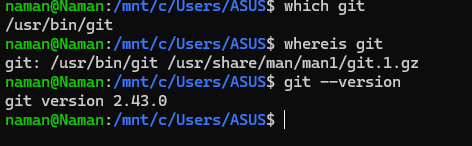 naman@Naman:/mnt/c/Users/ASUS$ which git
/usr/bin/git
naman@Naman:/mnt/c/Users/ASUS$ whereis git
git: /usr/bin/git /usr/share/man/man1/git.1.gz
naman@Naman:/mnt/c/Users/ASUS$ git --version
git version 2.43.0
naman@Naman:/mnt/c/Users/ASUS$